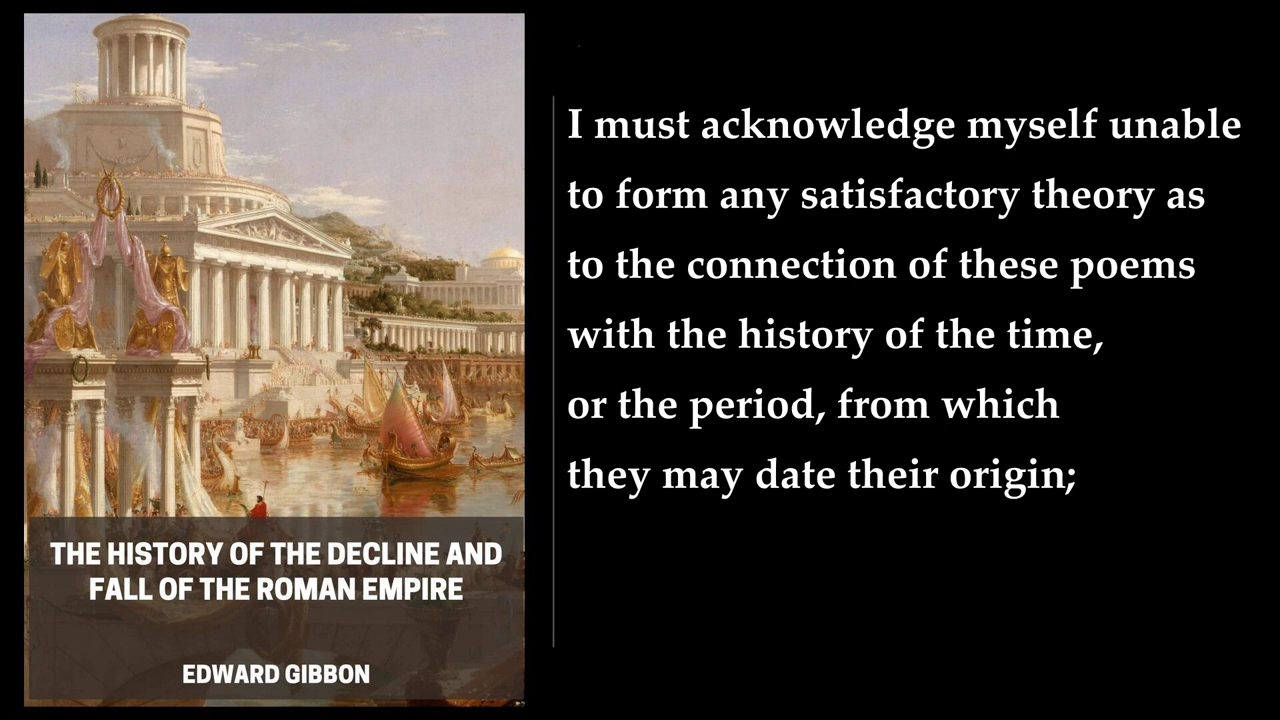 THE HISTORY OF THE DECLINE AND
FALL OF THE ROMAN EMPIRE
EDWARD GIBBON
I must acknowledge myself unable
to form any satisfactory theory as
to the connection of these poems
with the history of the time,
or the period, from which
they may date their origin;